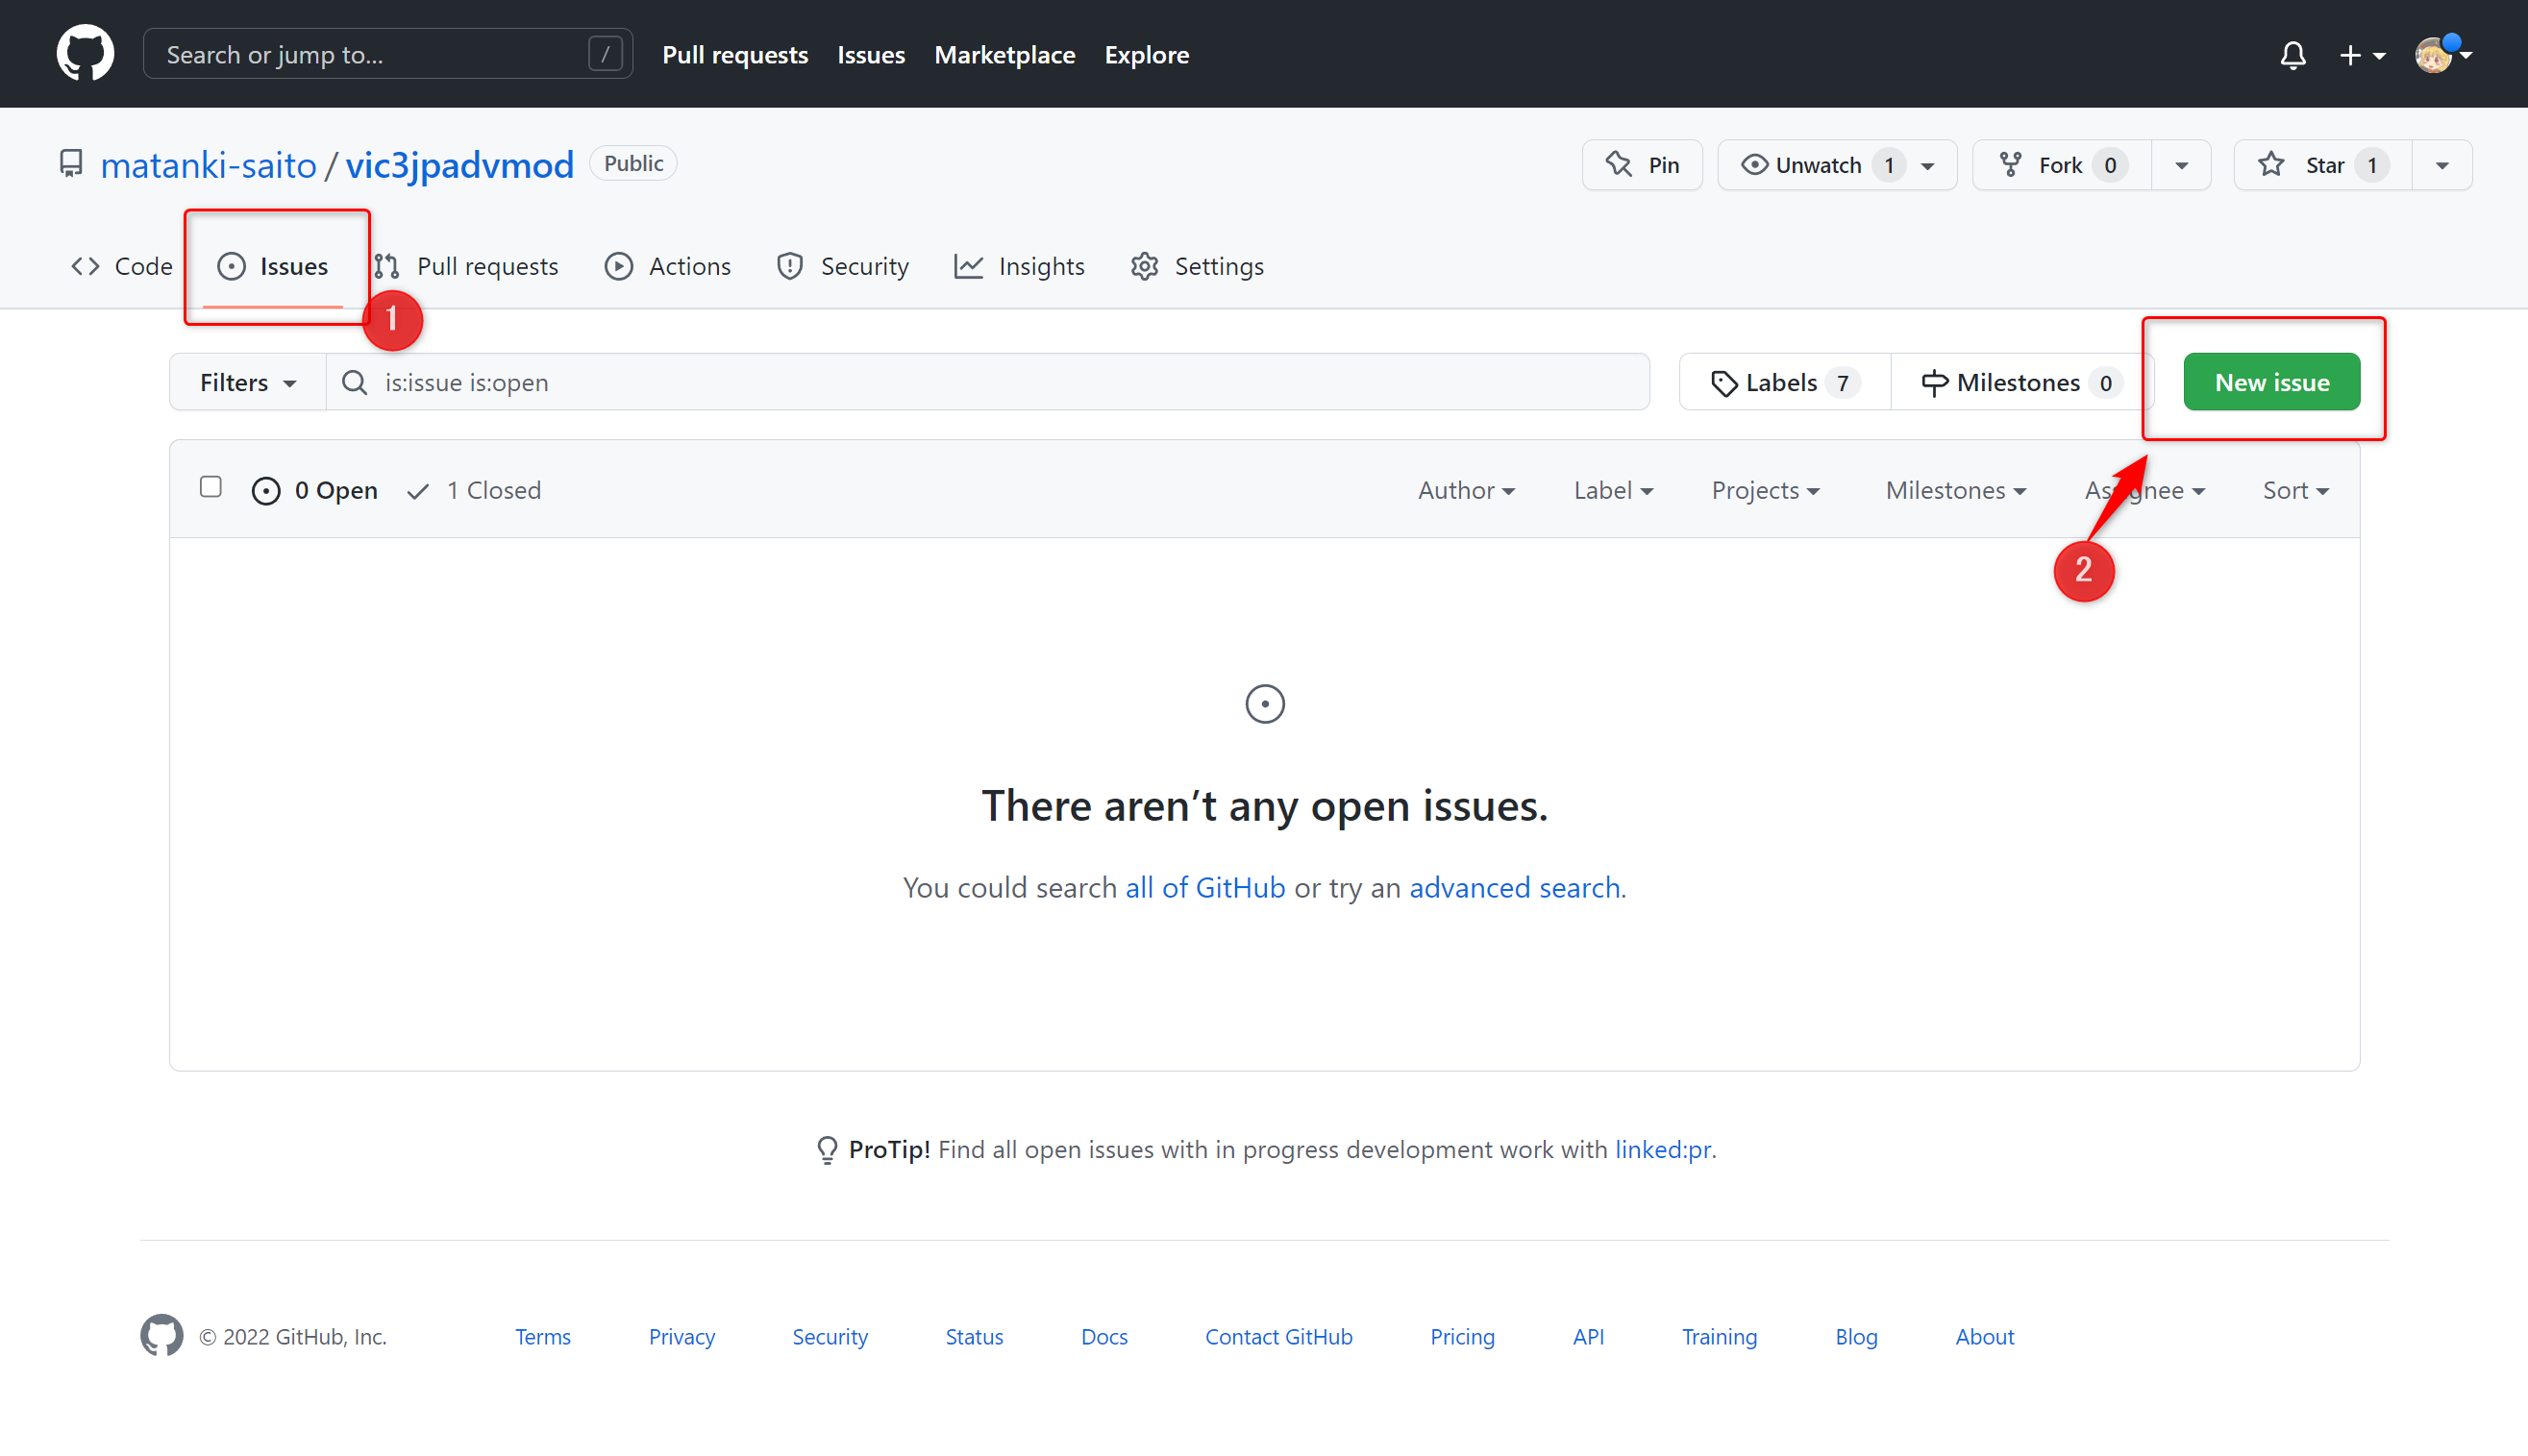 Search or jump to... / Pull requests Issues Marketplace Explore
matanki-saito / vic3jpadvmod Public Pin Unwatch 1 Fork 0 Star 1
Code Issues Pull requests Actions Security Insights Settings
1
Filters is:issue is:open Labels 7 Milestones 0 New issue
0 Open 1 Closed Author Label Projects Milestones Assignee Sort
2
There aren’t any open issues.
You could search all of GitHub or try an advanced search.
ProTip! Find all open issues with in progress development work with linked:pr.
© 2022 GitHub, Inc. Terms Privacy Security Status Docs Contact GitHub Pricing API Training Blog About